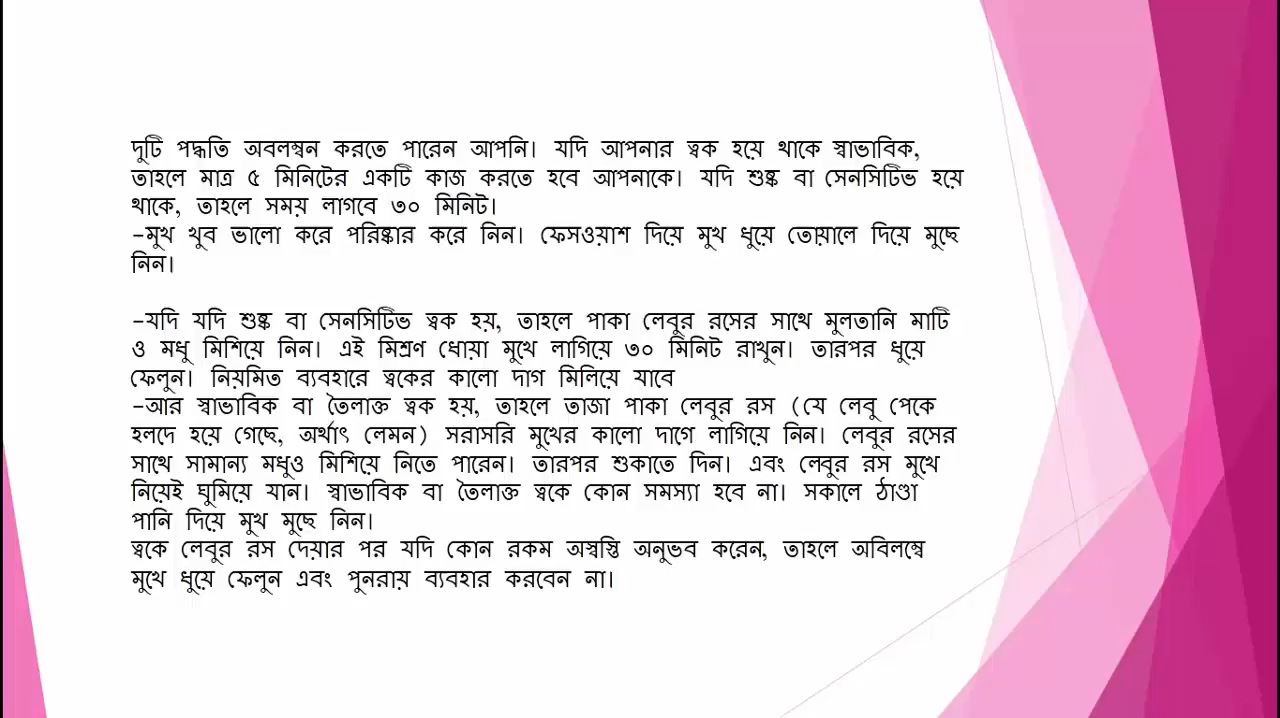 দুটি পদ্ধতি অবলম্বন করতে পারেন আপনি। যদি আপনার ত্বক হয়ে থাকে স্বাভাবিক,
তাহলে মাত্র ৫ মিনিটের একটি কাজ করতে হবে আপনাকে। যদি শুষ্ক বা সেনসিটিভ হয়ে
থাকে, তাহলে সময় লাগবে ৩০ মিনিট।
-মুখ খুব ভালো করে পরিষ্কার করে নিন। ফেসওয়াশ দিয়ে মুখ ধুয়ে তোয়ালে দিয়ে মুছে
নিন।
-যদি যদি শুষ্ক বা সেনসিটিভ ত্বক হয়, তাহলে পাকা লেবুর রসের সাথে মুলতানি মাটি
ও মধু মিশিয়ে নিন। এই মিশ্রণ ধোয়া মুখে লাগিয়ে ৩০ মিনিট রাখুন। তারপর ধুয়ে
ফেলুন। নিয়মিত ব্যবহারে ত্বকের কালো দাগ মিলিয়ে যাবে
-আর স্বাভাবিক বা তৈলাক্ত ত্বক হয়, তাহলে তাজা পাকা লেবুর রস (যে লেবু পেকে
হলদে হয়ে গেছে, অর্থাৎ লেমন) সরাসরি মুখের কালো দাগে লাগিয়ে নিন। লেবুর রসের
সাথে সামান্য মধুও মিশিয়ে নিতে পারেন। তারপর শুকাতে দিন। এবং লেবুর রস মুখে
নিয়েই ঘুমিয়ে যান। স্বাভাবিক বা তৈলাক্ত ত্বকে কোন সমস্যা হবে না। সকালে ঠাণ্ডা
পানি দিয়ে মুখ মুছে নিন।
ত্বকে লেবুর রস দেয়ার পর যদি কোন রকম অস্বস্তি অনুভব করেন, তাহলে অবিলম্বে
মুখে ধুয়ে ফেলুন এবং পুনরায় ব্যবহার করবেন না।